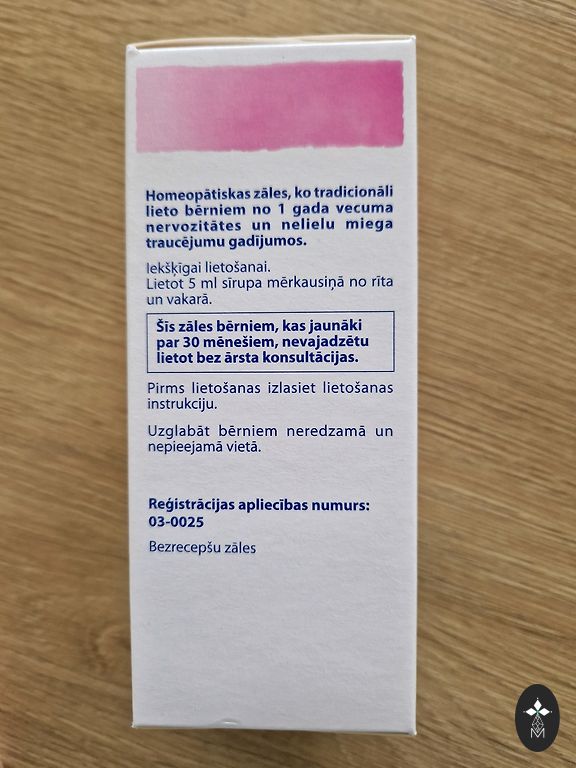 Homeopātiskas zāles, ko tradicionāli
lieto bērniem no 1 gada vecuma
nervozitātes un nelielu miega
traucējumu gadījumos.
Iekšķīgai lietošanai.
Lietot 5 ml sīrupa mērkausiņā no rīta
un vakarā.
Šīs zāles bērniem, kas jaunāki
par 30 mēnešiem, nevajadzētu
lietot bez ārsta konsultācijas.
Pirms lietošanas izlasiet lietošanas
instrukciju.
Uzglabāt bērniem neredzamā un
nepieejamā vietā.
Reģistrācijas apliecības numurs:
03-0025
Bezrecepšu zāles
M